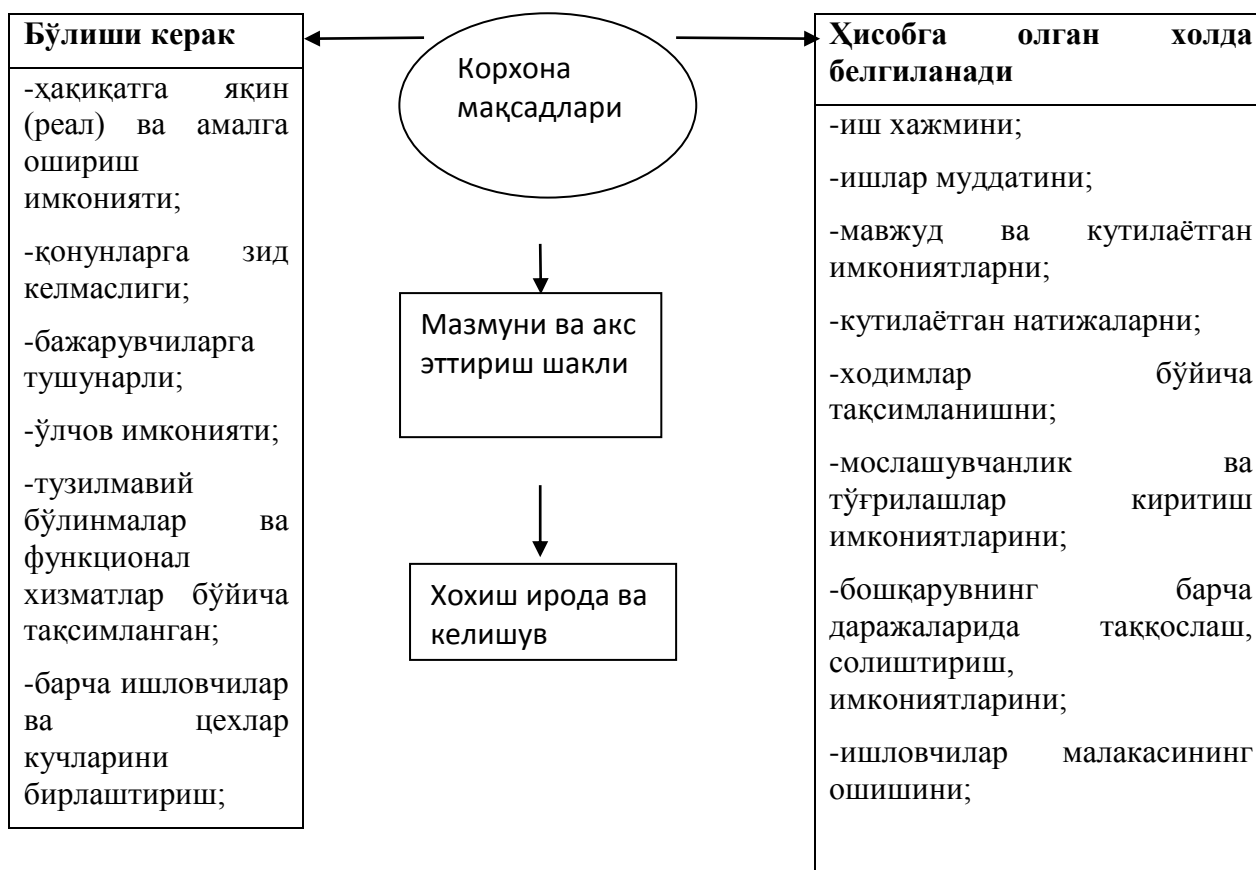 Бўлиши керак
-ҳақиқатга яқин
(реал) ва амалга
ошириш
имконияти;
-қонунларга зид
келмаслиги;
-бажарувчиларга
тушунарли;
-ўлчов имконияти;
-тузилмавий
бўлинмалар ва
функционал
хизматлар бўйича
тақсимланган;
-барча ишловчилар
ва цехлар
кучларини
бирлаштириш;
Корхона
мақсадлари
Мазмуни ва акс
эттириш шакли
Хохиш ирода ва
келишув
Ҳисобга олган холда
белгиланади
-иш хажмини;
-ишлар муддатини;
-мавжуд ва кутилаётган
имкониятларни;
-кутилаётган натижаларни;
-ходимлар бўйича
тақсимланишни;
-мослашувчанлик ва
тўғрилашлар киритиш
имкониятларини;
-бошқарувнинг барча
даражаларида таққослаш,
солиштириш,
имкониятларини;
-ишловчилар малакасининг
ошишини;